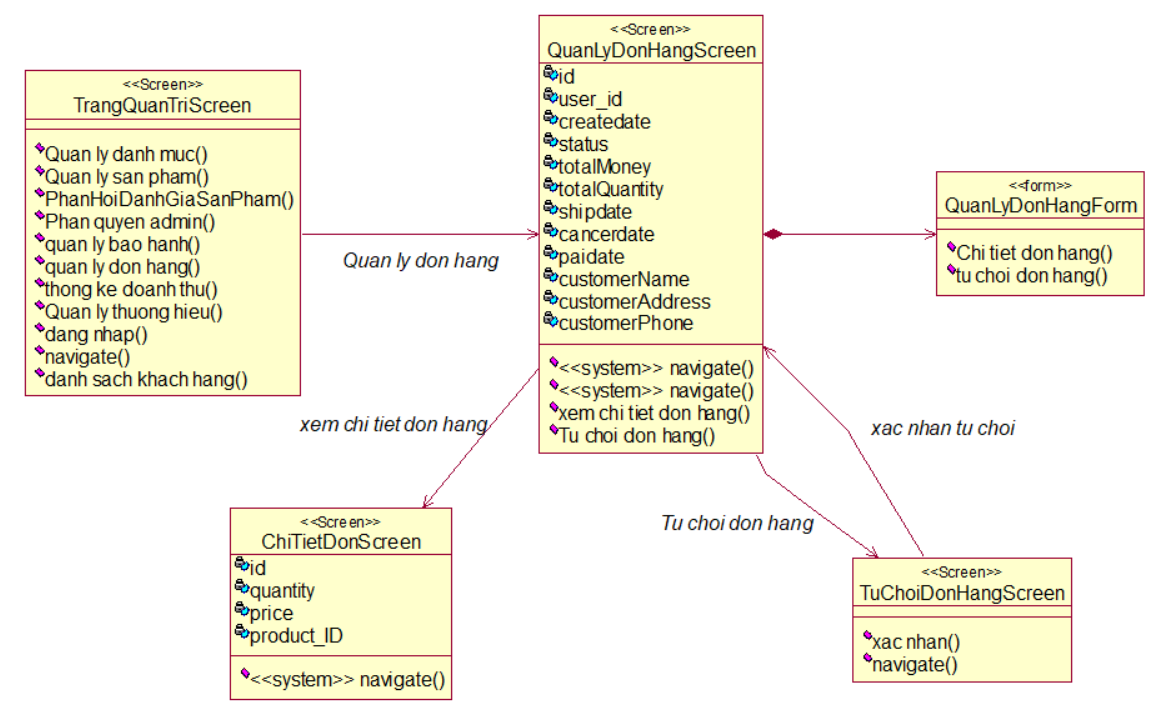 <<Screen>>
TrangQuanTriScreen
Quan ly danh muc()
Quan ly san pham()
PhanHoiDanhGiaSanPham()
Phan quyen admin()
quan ly bao hanh()
quan ly don hang()
thong ke doanh thu()
Quan ly thuong hieu()
dang nhap()
navigate()
danh sach khach hang()
Quan ly don hang
<<Screen>>
QuanLyDonHangScreen
id
user_id
createdate
status
totalMoney
totalQuantity
shipdate
cancerdate
paidate
customerName
customerAddress
customerPhone
<<system>> navigate()
<<system>> navigate()
xem chi tiet don hang()
Tu choi don hang()
<<form>>
QuanLyDonHangForm
Chi tiet don hang()
tu choi don hang()
xem chi tiet don hang
xac nhan tu choi
Tu choi don hang
<<Screen>>
ChiTietDonScreen
id
quantity
price
product_ID
<<system>> navigate()
<<Screen>>
TuChoiDonHangScreen
xac nhan()
navigate()